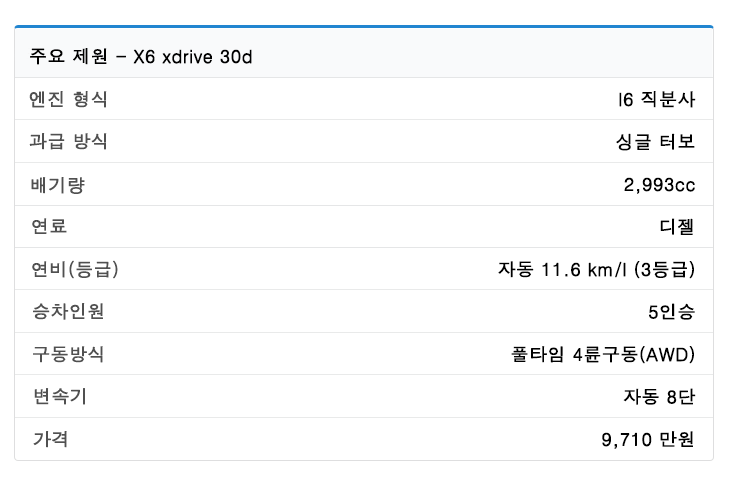 주요 제원 - X6 xdrive 30d
엔진 형식 I6 직분사
과급 방식 싱글 터보
배기량 2,993cc
연료 디젤
연비(등급) 자동 11.6 km/l (3등급)
승차인원 5인승
구동방식 풀타임 4륜구동(AWD)
변속기 자동 8단
가격 9,710 만원